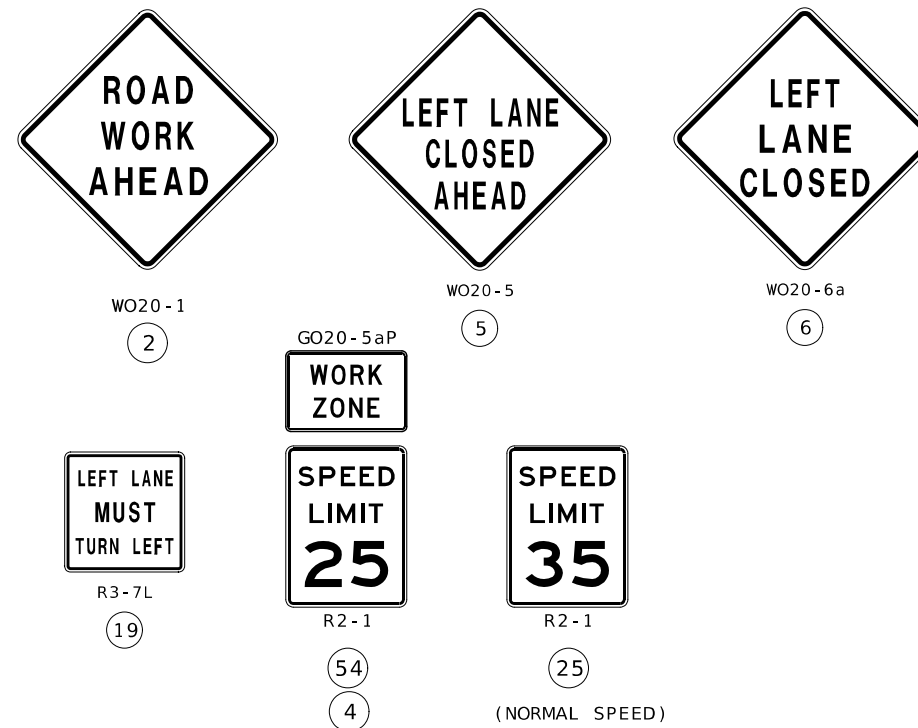 ROAD
WORK
AHEAD
WO20-1
2
LEFT LANE
CLOSED
AHEAD
WO20-5
5
LEFT
LANE
CLOSED
WO20-6a
6
GO20-5aP
WORK
ZONE
LEFT LANE
MUST
TURN LEFT
R3-7L
19
SPEED
LIMIT
25
R2-1
54
4
SPEED
LIMIT
35
R2-1
25
(NORMAL SPEED)